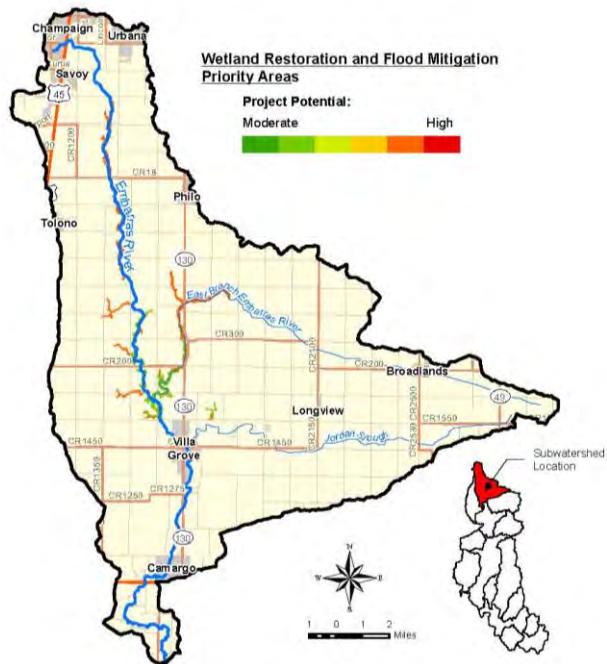 Champaign
Urbana
Savoy
45
CR1200
CR18
Philo
Tolono
Embarras River
130
East Branch Embarras River
CR300
CR200
CR2100
CR200
Broadlands
CR2500
49
130
Longview
CR1550
CR1450
Villa
Grove
CR1450
CR2150
Jordan Slough
CR2530
CR1350
CR1250
CR1275
130
Camargo
Wetland Restoration and Flood Mitigation
Priority Areas
Project Potential:
Moderate
High
Subwatershed
Location
N
W
E
S
1 0 1 2
Miles